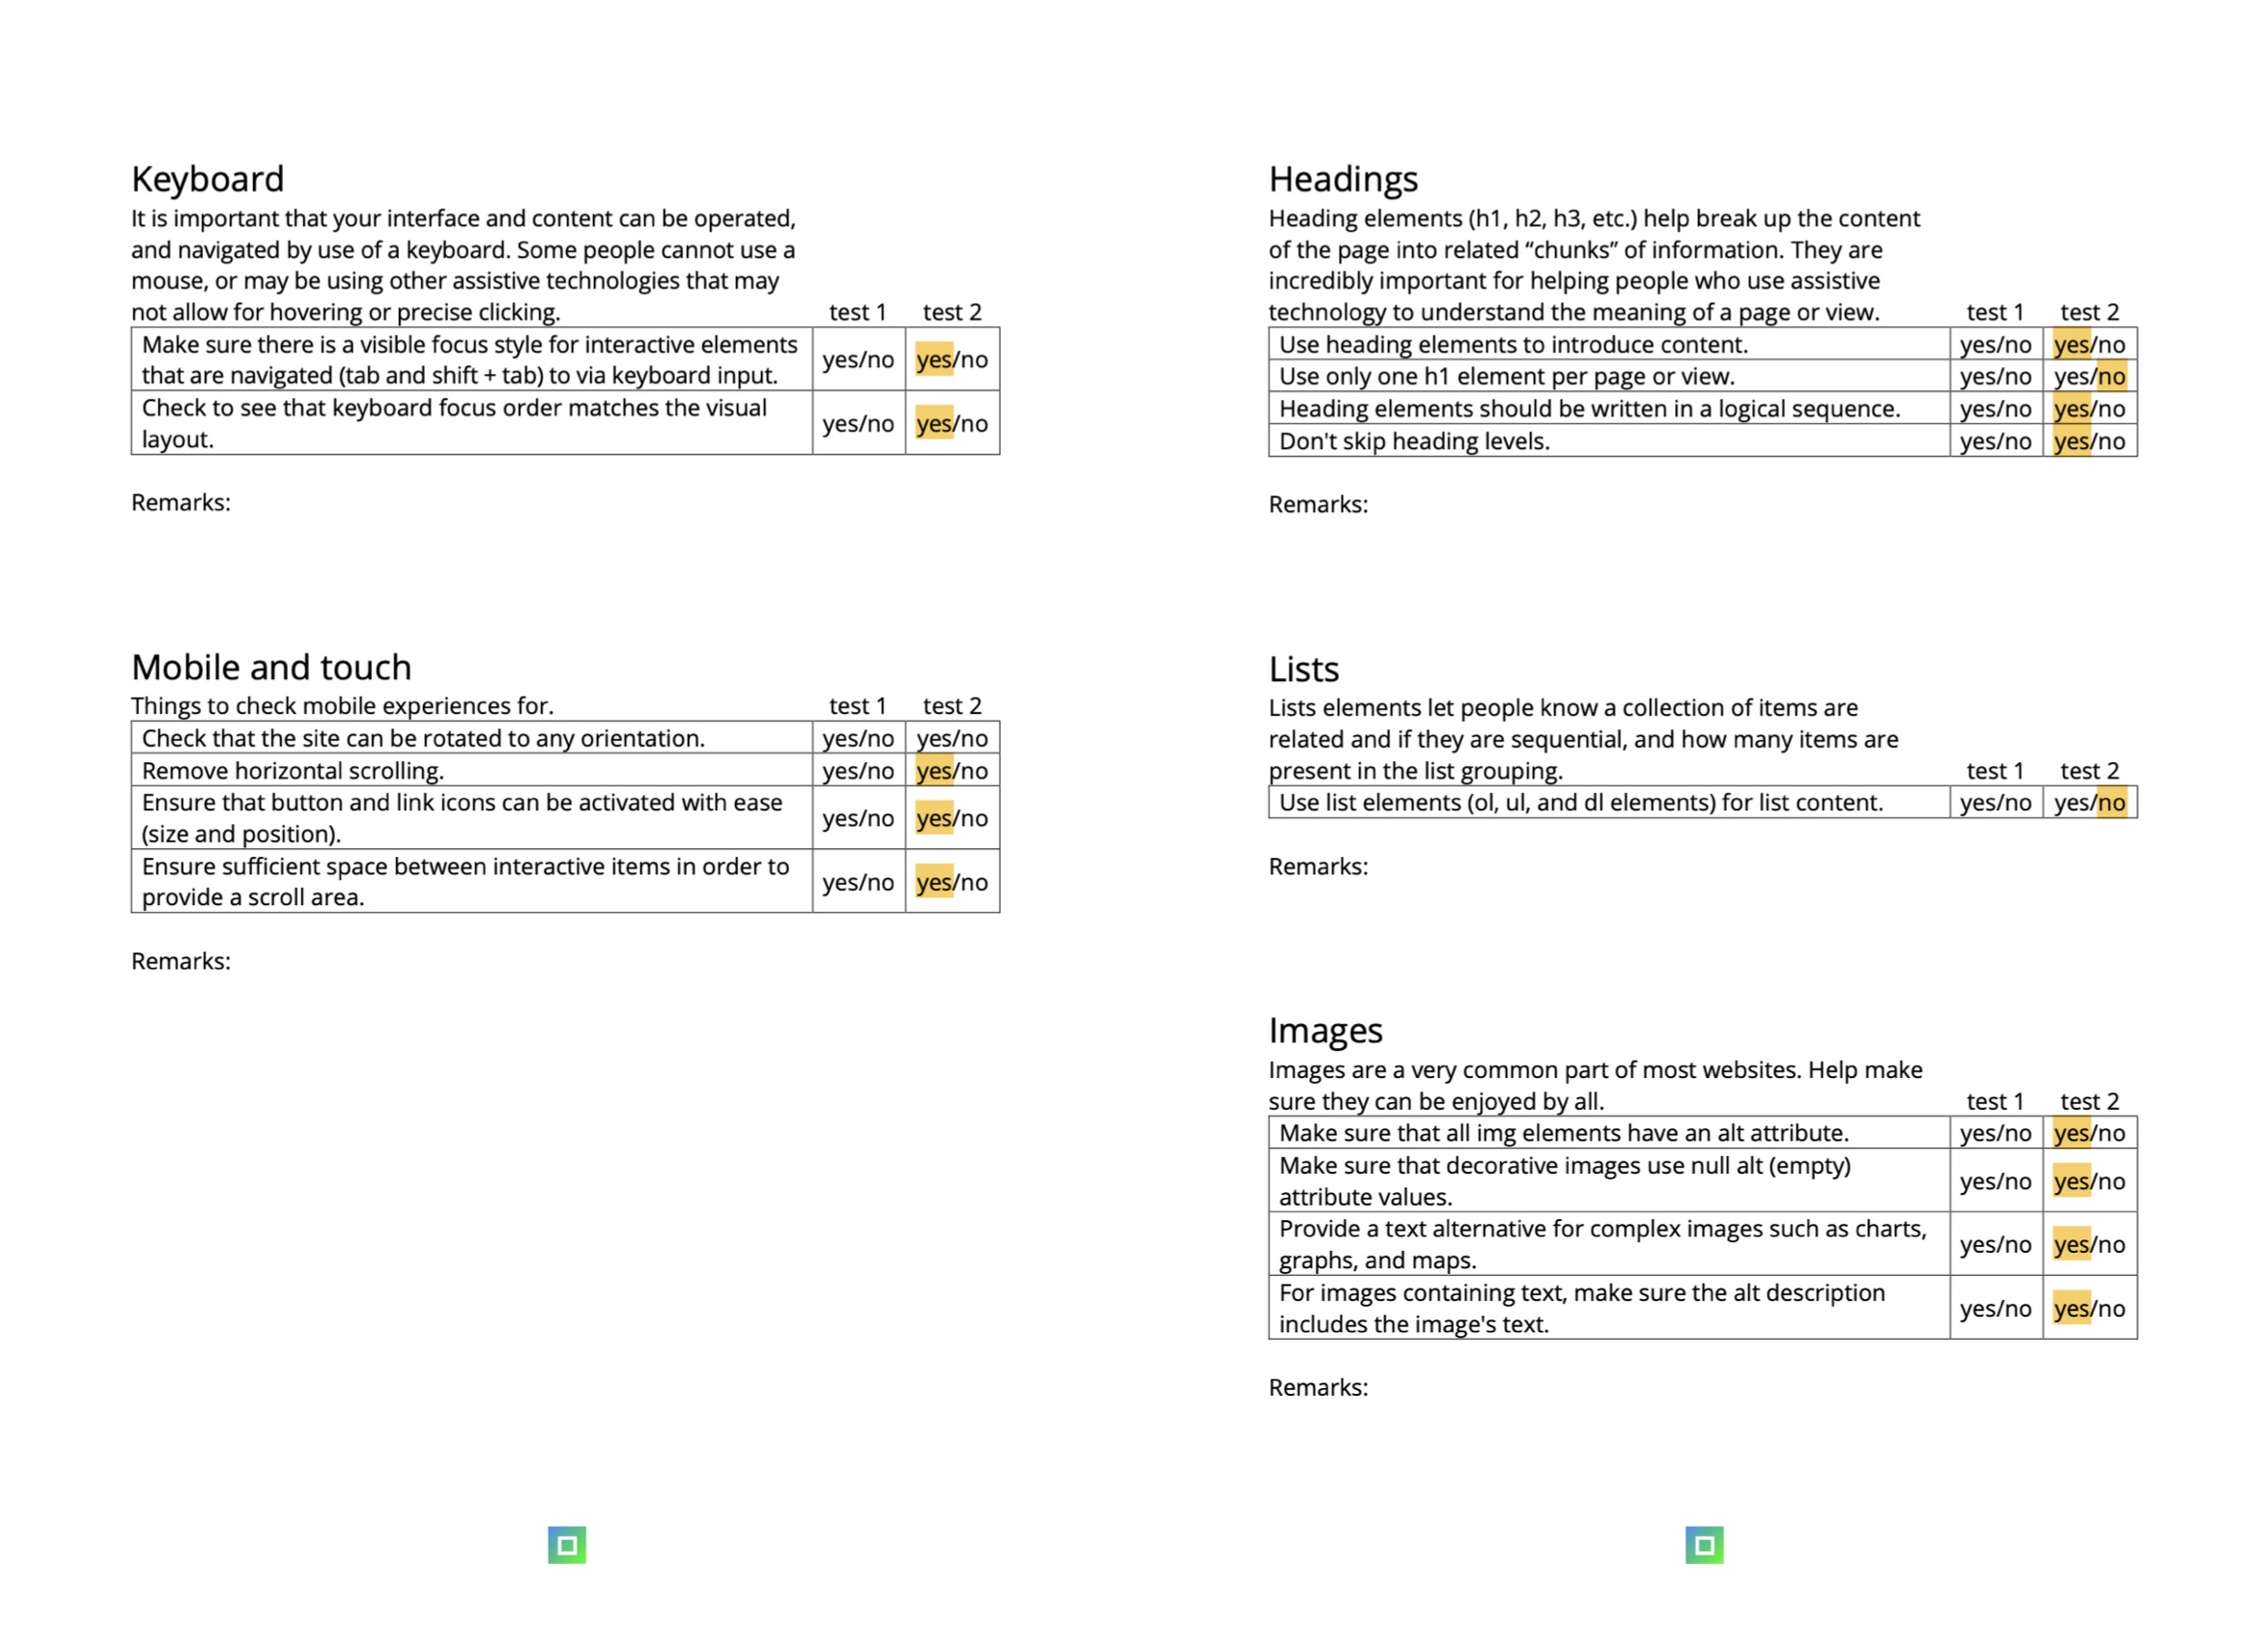 Keyboard
It is important that your interface and content can be operated,
and navigated by use of a keyboard. Some people cannot use a
mouse, or may be using other assistive technologies that may
not allow for hovering or precise clicking. test 1 test 2
Make sure there is a visible focus style for interactive elements
that are navigated (tab and shift + tab) to via keyboard input. yes/no yes/no
Check to see that keyboard focus order matches the visual
layout. yes/no yes/no
Remarks:
Mobile and touch
Things to check mobile experiences for. test 1 test 2
Check that the site can be rotated to any orientation. yes/no yes/no
Remove horizontal scrolling. yes/no yes/no
Ensure that button and link icons can be activated with ease
(size and position). yes/no yes/no
Ensure sufficient space between interactive items in order to
provide a scroll area. yes/no yes/no
Remarks:
Headings
Heading elements (h1, h2, h3, etc.) help break up the content
of the page into related “chunks” of information. They are
incredibly important for helping people who use assistive
technology to understand the meaning of a page or view. test 1 test 2
Use heading elements to introduce content. yes/no yes/no
Use only one h1 element per page or view. yes/no yes/no
Heading elements should be written in a logical sequence. yes/no yes/no
Don't skip heading levels. yes/no yes/no
Remarks:
Lists
Lists elements let people know a collection of items are
related and if they are sequential, and how many items are
present in the list grouping. test 1 test 2
Use list elements (ol, ul, and dl elements) for list content. yes/no yes/no
Remarks:
Images
Images are a very common part of most websites. Help make
sure they can be enjoyed by all. test 1 test 2
Make sure that all img elements have an alt attribute. yes/no yes/no
Make sure that decorative images use null alt (empty)
attribute values. yes/no yes/no
Provide a text alternative for complex images such as charts,
graphs, and maps. yes/no yes/no
For images containing text, make sure the alt description
includes the image's text. yes/no yes/no
Remarks: